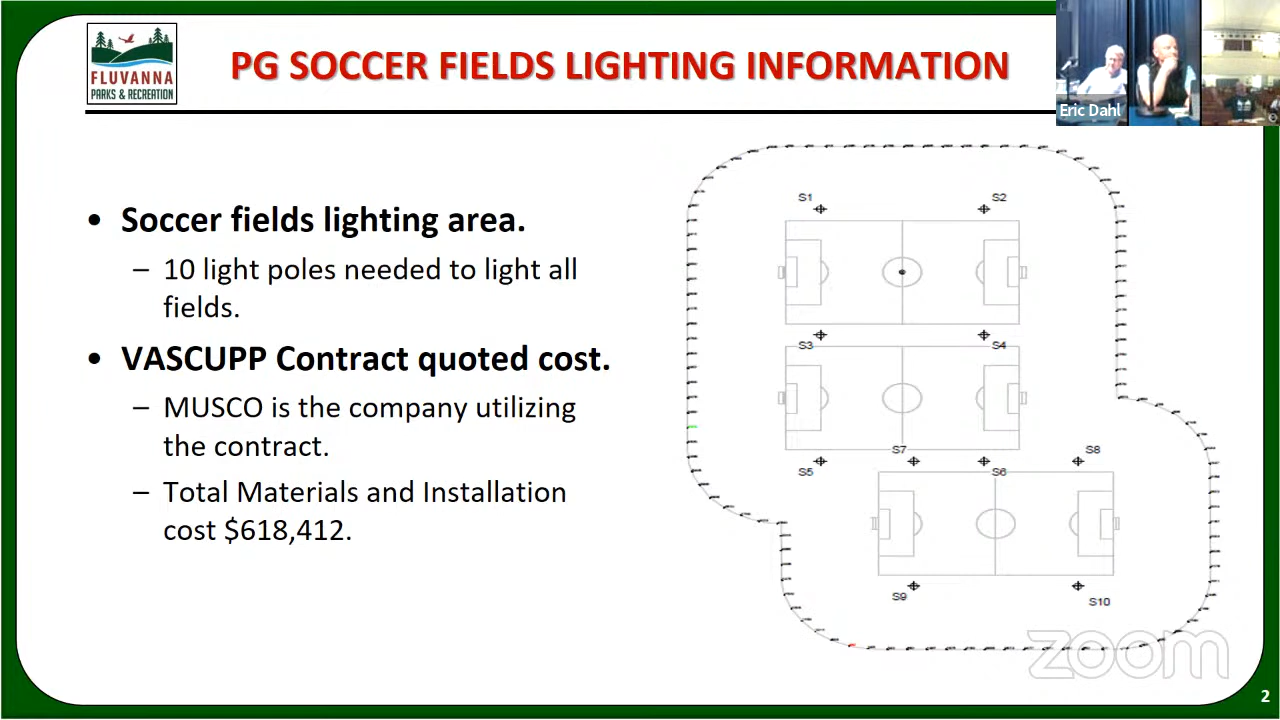 FLUVANNA
PARKS & RECREATION
PG SOCCER FIELDS LIGHTING INFORMATION
Eric Dahl
• Soccer fields lighting area.
– 10 light poles needed to light all
fields.
• VASCUPP Contract quoted cost.
– MUSCO is the company utilizing
the contract.
– Total Materials and Installation
cost $618,412.
S1 S2
S3 S4
S7 S8
S5 S6
S9 S10
zoom
2